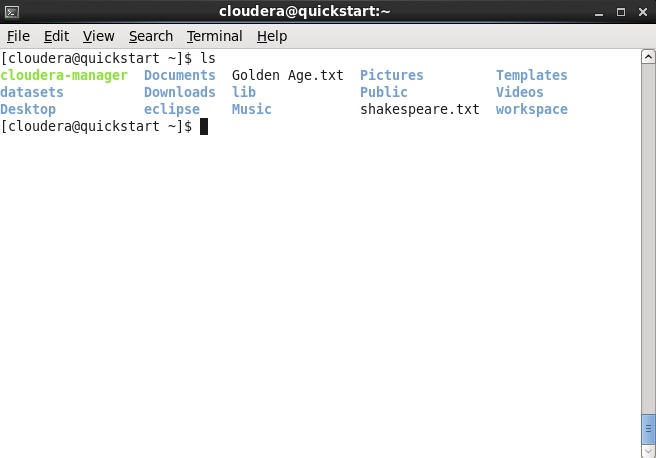 cloudera@quickstart:~
File Edit View Search Terminal Help
[cloudera@quickstart ~]$ ls
cloudera-manager  Documents  Golden Age.txt  Pictures         Templates
datasets          Downloads  lib             Public           Videos
Desktop           eclipse    Music           shakespeare.txt  workspace
[cloudera@quickstart ~]$